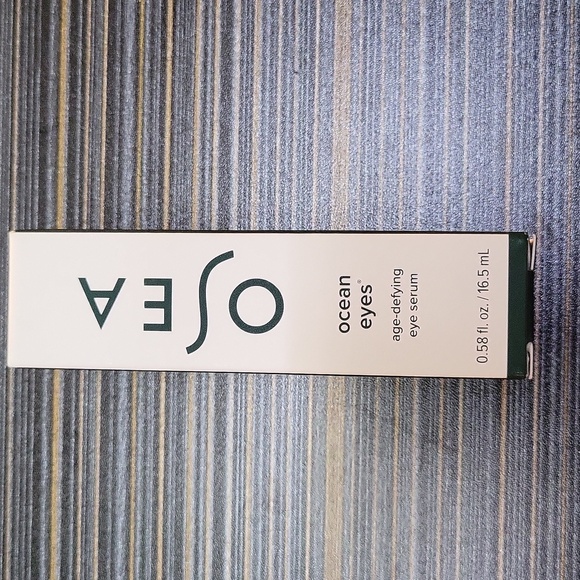 OSEA
ocean
eyes®
age-defying
eye serum
0.58 fl. oz. / 16.5 mL